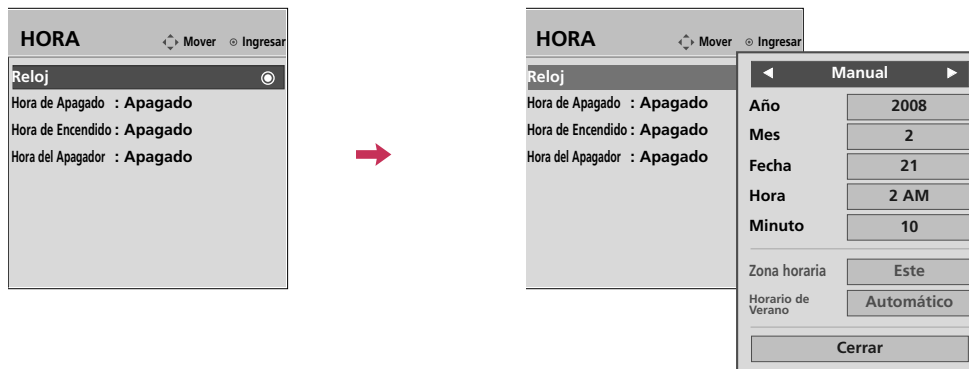 HORA Mover Ingresar
Reloj
Hora de Apagado : Apagado
Hora de Encendido : Apagado
Hora del Apagador : Apagado
HORA Mover Ingresar
Reloj
Hora de Apagado : Apagado
Hora de Encendido : Apagado
Hora del Apagador : Apagado
Manual
Año 2008
Mes 2
Fecha 21
Hora 2 AM
Minuto 10
Zona horaria Este
Horario de
Verano Automático
Cerrar